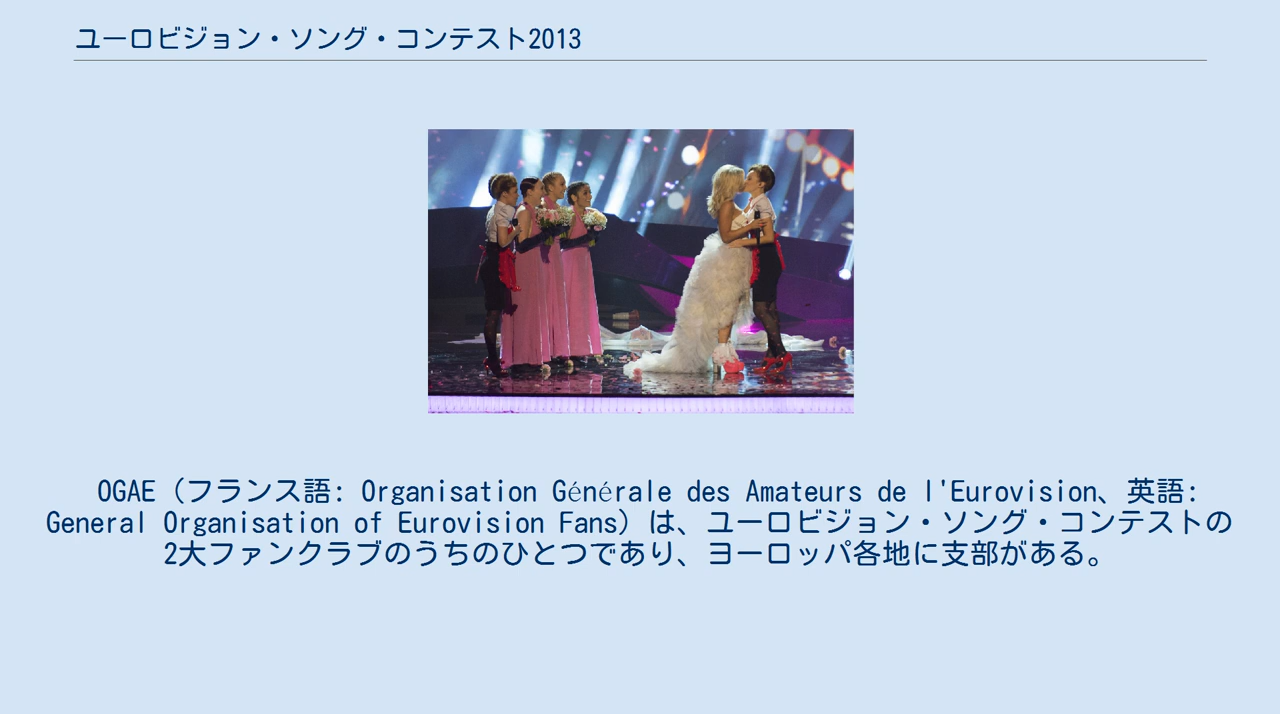 ユーロビジョン・ソング・コンテスト2013
OGAE（フランス語: Organisation Générale des Amateurs de l'Eurovision、英語:
General Organisation of Eurovision Fans）は、ユーロビジョン・ソング・コンテストの
2大ファンクラブのうちのひとつであり、ヨーロッパ各地に支部がある。